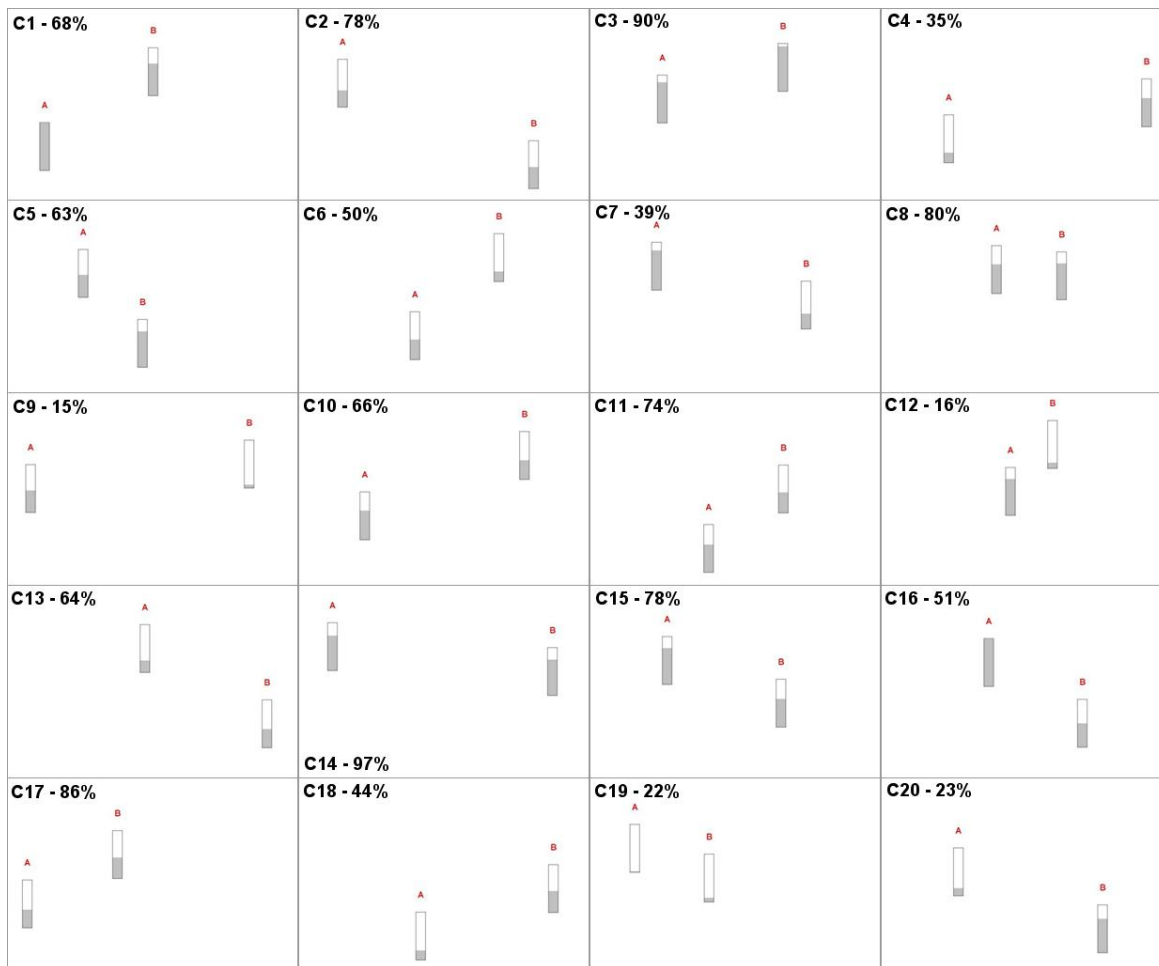 C1 - 68%
B
A
C2 - 78%
A
B
C3 - 90%
B
A
C4 - 35%
B
A
C5 - 63%
A
B
C6 - 50%
B
A
C7 - 39%
A
B
C8 - 80%
A
B
C9 - 15%
B
A
C10 - 66%
B
A
C11 - 74%
B
A
C12 - 16%
B
A
C13 - 64%
A
B
A
B
C14 - 97%
C15 - 78%
A
B
C16 - 51%
A
B
C17 - 86%
B
A
C18 - 44%
B
A
C19 - 22%
A
B
C20 - 23%
A
B